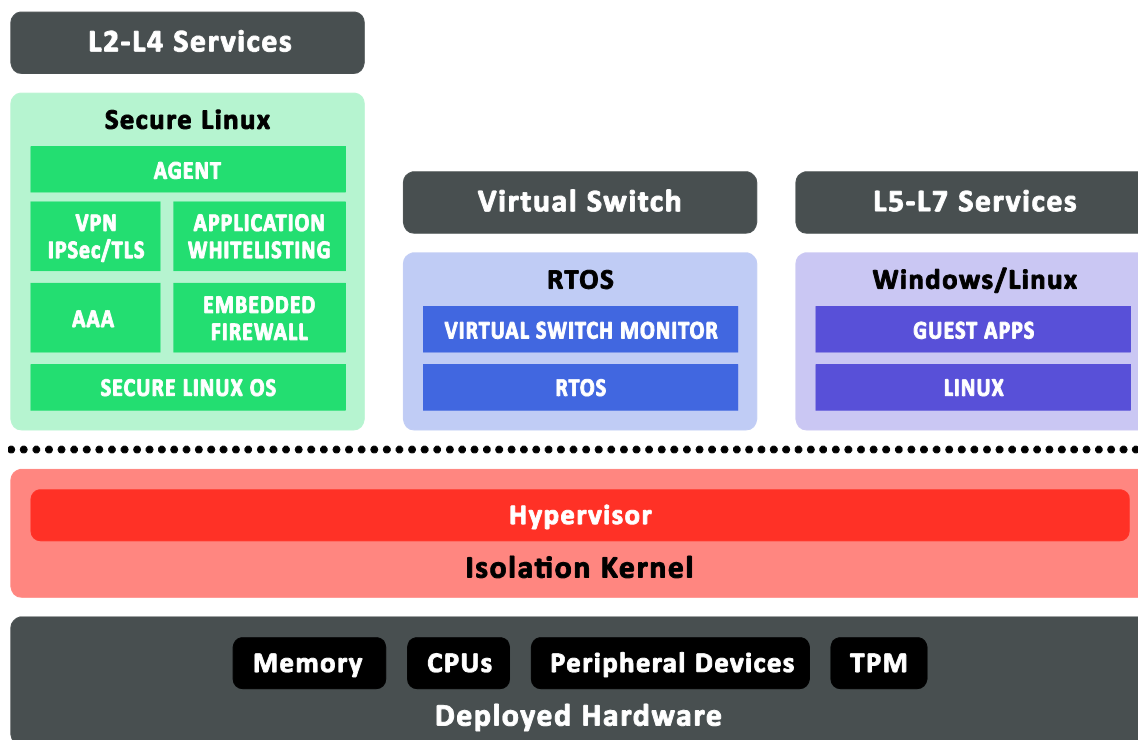 L2-L4 Services
Secure Linux
AGENT
VPN
IPSec/TLS
APPLICATION
WHITELISTING
AAA
EMBEDDED
FIREWALL
SECURE LINUX OS
Virtual Switch
RTOS
VIRTUAL SWITCH MONITOR
RTOS
L5-L7 Services
Windows/Linux
GUEST APPS
LINUX
Hypervisor
Isolation Kernel
Memory
CPUs
Peripheral Devices
TPM
Deployed Hardware